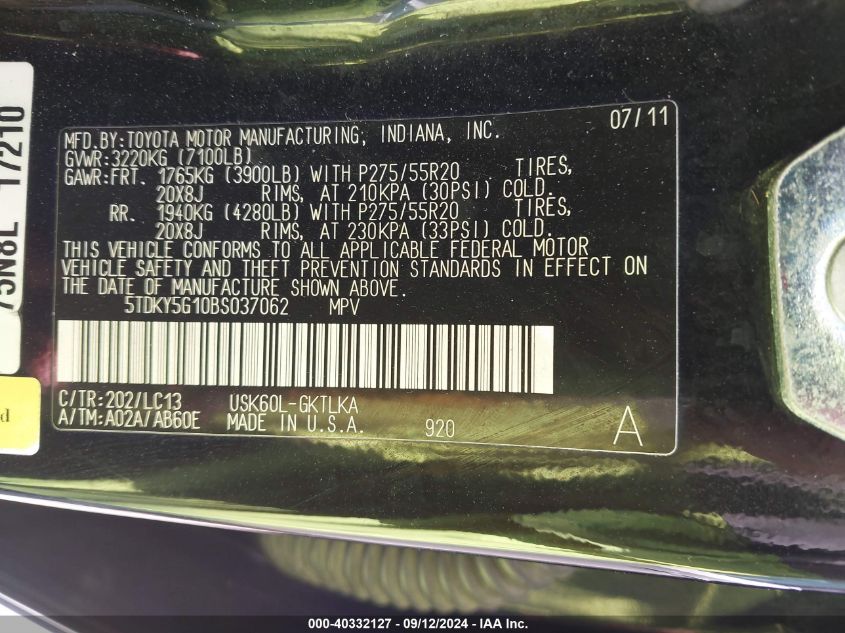 07/11
MFD.BY:TOYOTA MOTOR MANUFACTURING, INDIANA, INC.
GVWR:3220KG (7100LB)
GAWR:FRT. 1765KG (3900LB) WITH P275/55R20 TIRES,
20X8J RIMS, AT 210KPA (30PSI) COLD.
RR. 1940KG (4280LB) WITH P275/55R20 TIRES,
20X8J RIMS, AT 230KPA (33PSI) COLD.
THIS VEHICLE CONFORMS TO ALL APPLICABLE FEDERAL MOTOR
VEHICLE SAFETY AND THEFT PREVENTION STANDARDS IN EFFECT ON
THE DATE OF MANUFACTURE SHOWN ABOVE.
5TDKY5G10BS037062 MPV
C/TR:202/LC13 USK60L-GKTLKA
A/TM:A02A/AB60E MADE IN U.S.A. 920 A
75N8L 17210
d
000-40332127 - 09/12/2024 - IAA Inc.